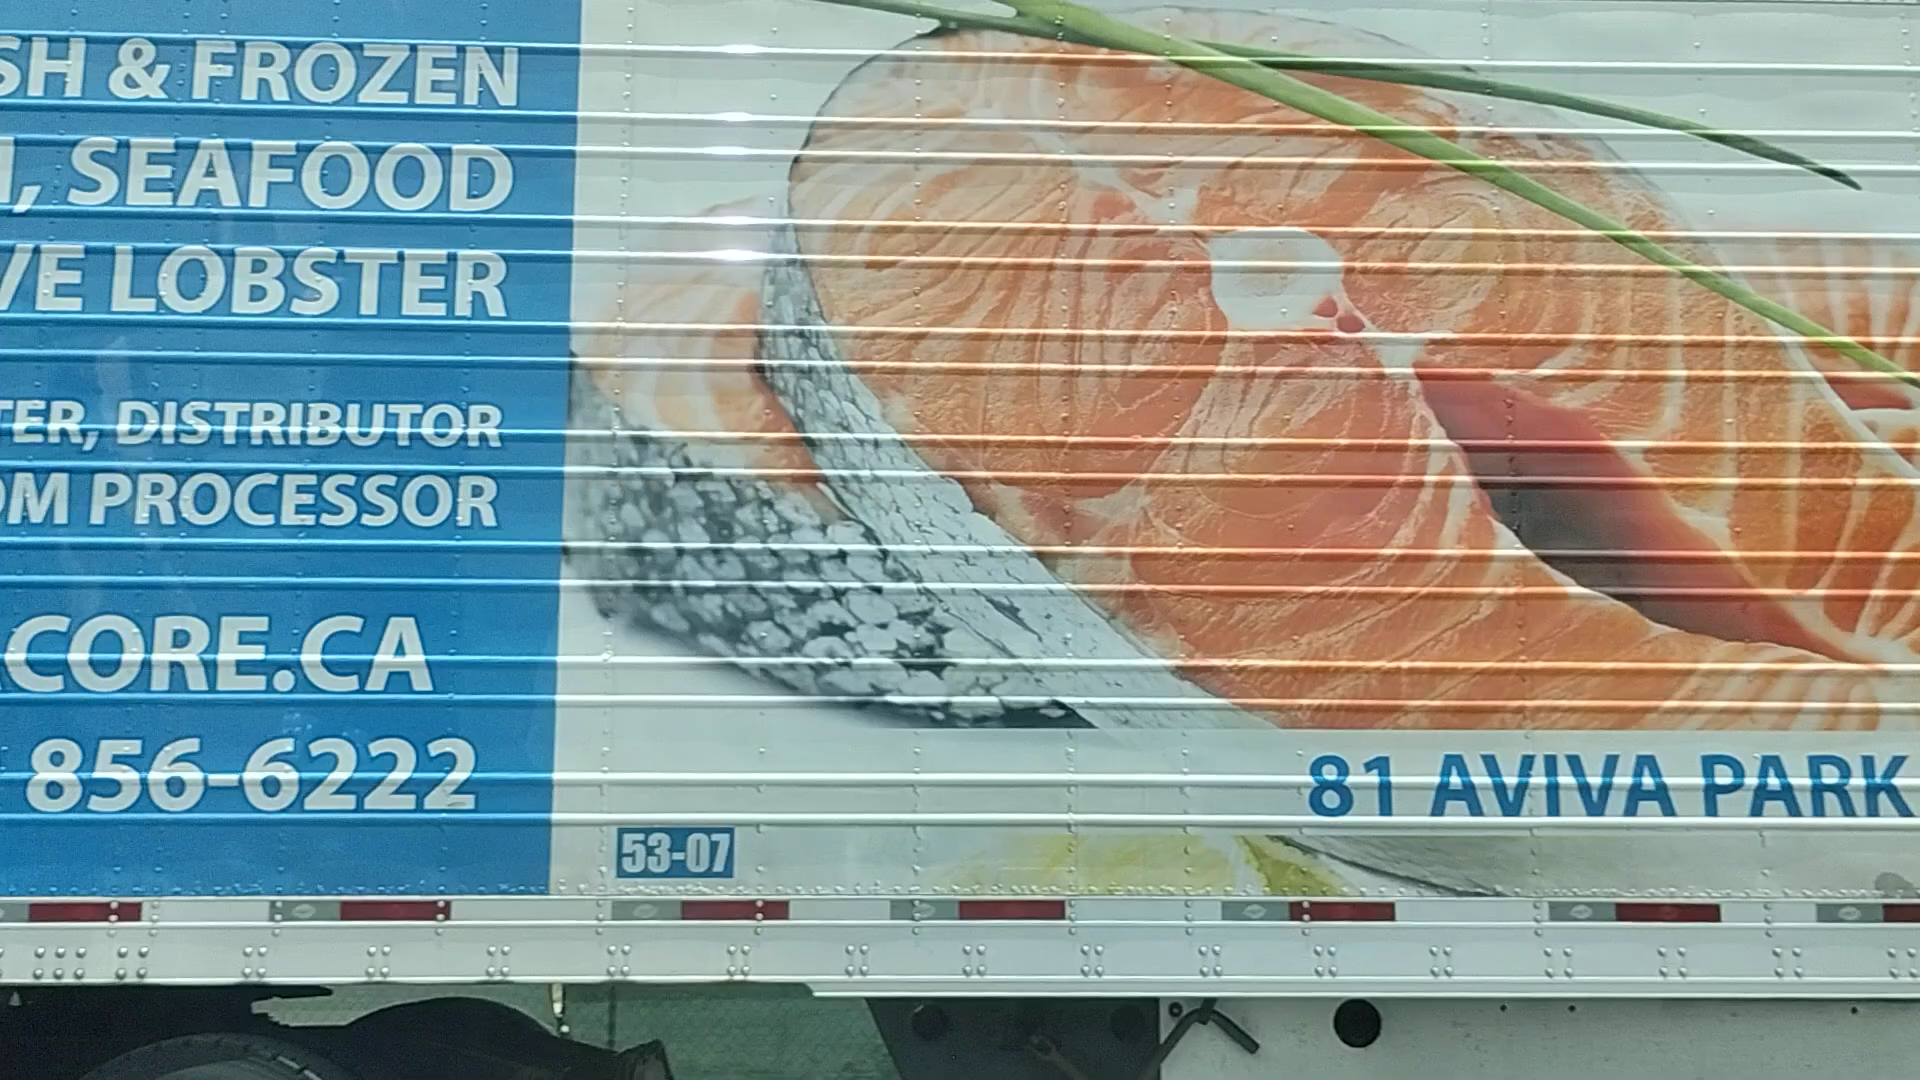 SH & FROZEN
, SEAFOOD
VE LOBSTER
TER, DISTRIBUTOR
OM PROCESSOR
CORE.CA
856-6222
81 AVIVA PARK
53-07